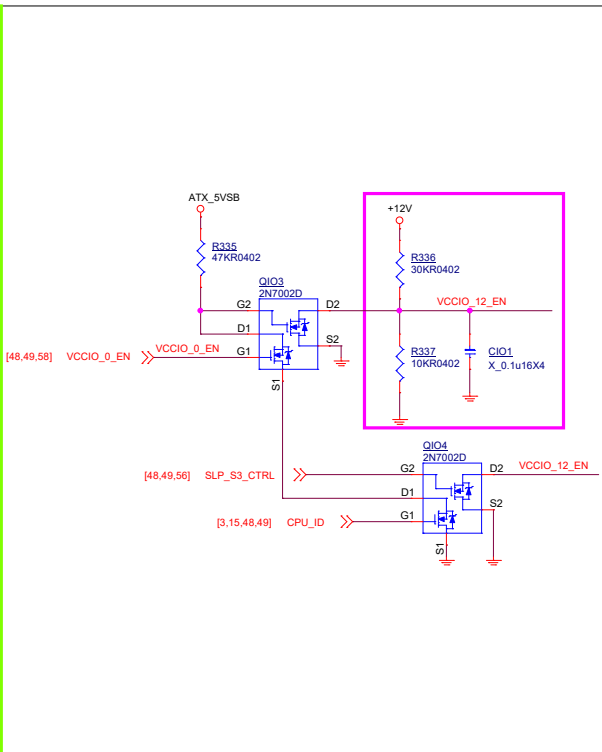 ATX_5VSB
R335
47KR0402
+12V
R336
30KR0402
QIO3
2N7002D
G2
D2
VCCIO_12_EN
D1
S2
[48,49,58] VCCIO_0_EN
VCCIO_0_EN
G1
S1
R337
10KR0402
CIO1
X_0.1u16X4
QIO4
2N7002D
[48,49,56] SLP_S3_CTRL
G2
D2
VCCIO_12_EN
D1
S2
[3,15,48,49] CPU_ID
G1
S1